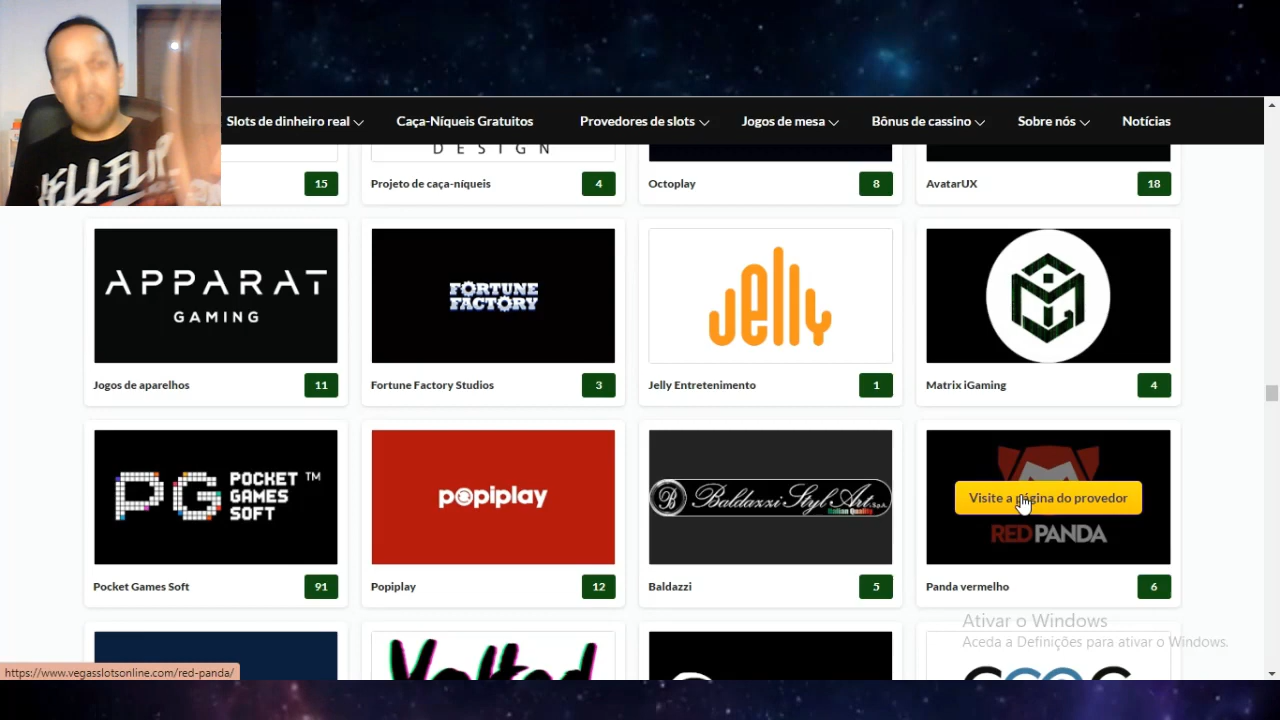 Slots de dinheiro real
Caça-Níqueis Gratuitos
Provedores de slots
Jogos de mesa
Bônus de cassino
Sobre nós
Notícias
DESIGN
15
Projeto de caça-níqueis
4
Octoplay
8
AvatarUX
18
APPARAT
GAMING
FORTUNE
FACTORY
Jelly
Jogos de aparelhos
11
Fortune Factory Studios
3
Jelly Entretenimento
1
Matrix iGaming
4
PG POCKET
GAMES
SOFT
TM
popiplay
B Baldazzi Styl Art S.p.A.
Italian Quality
Visite a página do provedor
RED PANDA
Pocket Games Soft
91
Popiplay
12
Baldazzi
5
Panda vermelho
6
Ativar o Windows
Aceda a Definições para ativar o Windows.
https://www.vegasslotsonline.com/red-panda/
HELLFLIP